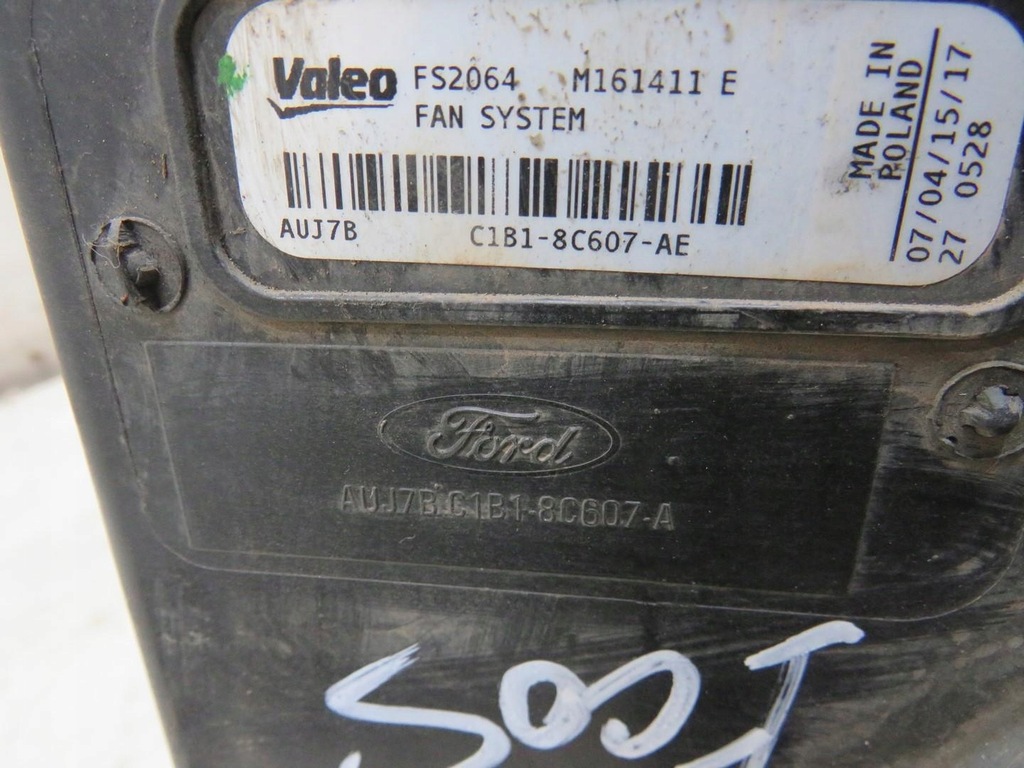 Valeo FS2064 M161411 E
FAN SYSTEM
AUJ7B C1B1-8C607-AE
MADE IN
POLAND
07/04/15/17
27 0528
Ford
AUJ7B C1B1-8C607-A